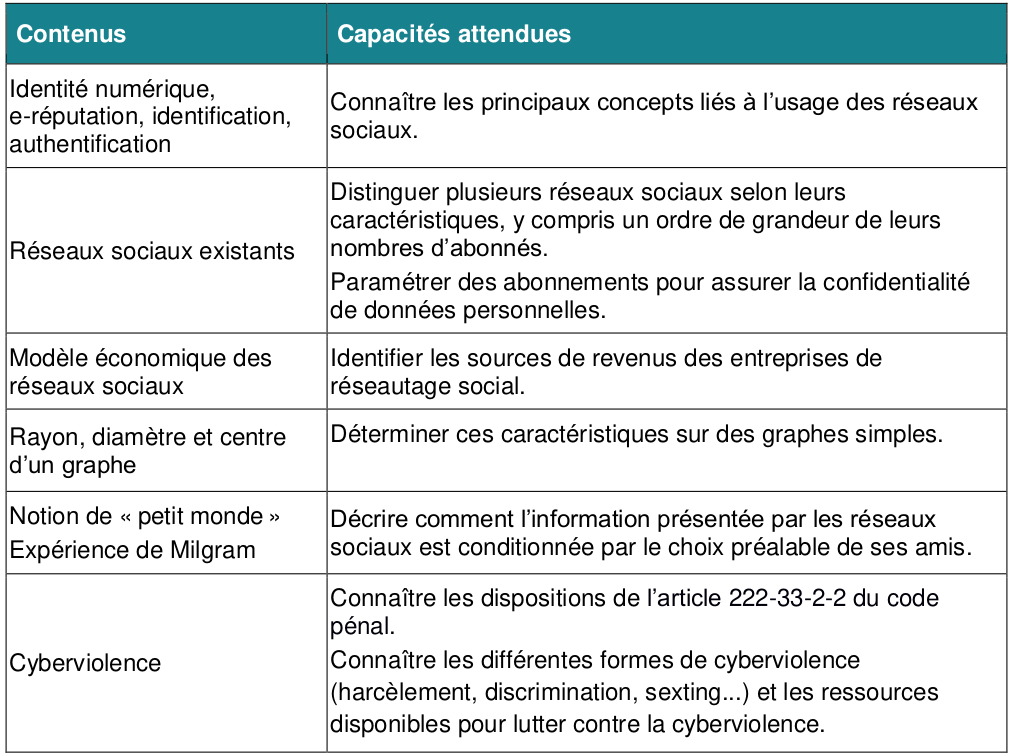 Contenus
Capacités attendues
Identité numérique,
e-réputation, identification,
authentification
Connaître les principaux concepts liés à l’usage des réseaux
sociaux.
Réseaux sociaux existants
Distinguer plusieurs réseaux sociaux selon leurs
caractéristiques, y compris un ordre de grandeur de leurs
nombres d’abonnés.
Paramétrer des abonnements pour assurer la confidentialité
de données personnelles.
Modèle économique des
réseaux sociaux
Identifier les sources de revenus des entreprises de
réseautage social.
Rayon, diamètre et centre
d’un graphe
Déterminer ces caractéristiques sur des graphes simples.
Notion de « petit monde »
Expérience de Milgram
Décrire comment l’information présentée par les réseaux
sociaux est conditionnée par le choix préalable de ses amis.
Cyberviolence
Connaître les dispositions de l’article 222-33-2-2 du code
pénal.
Connaître les différentes formes de cyberviolence
(harcèlement, discrimination, sexting...) et les ressources
disponibles pour lutter contre la cyberviolence.